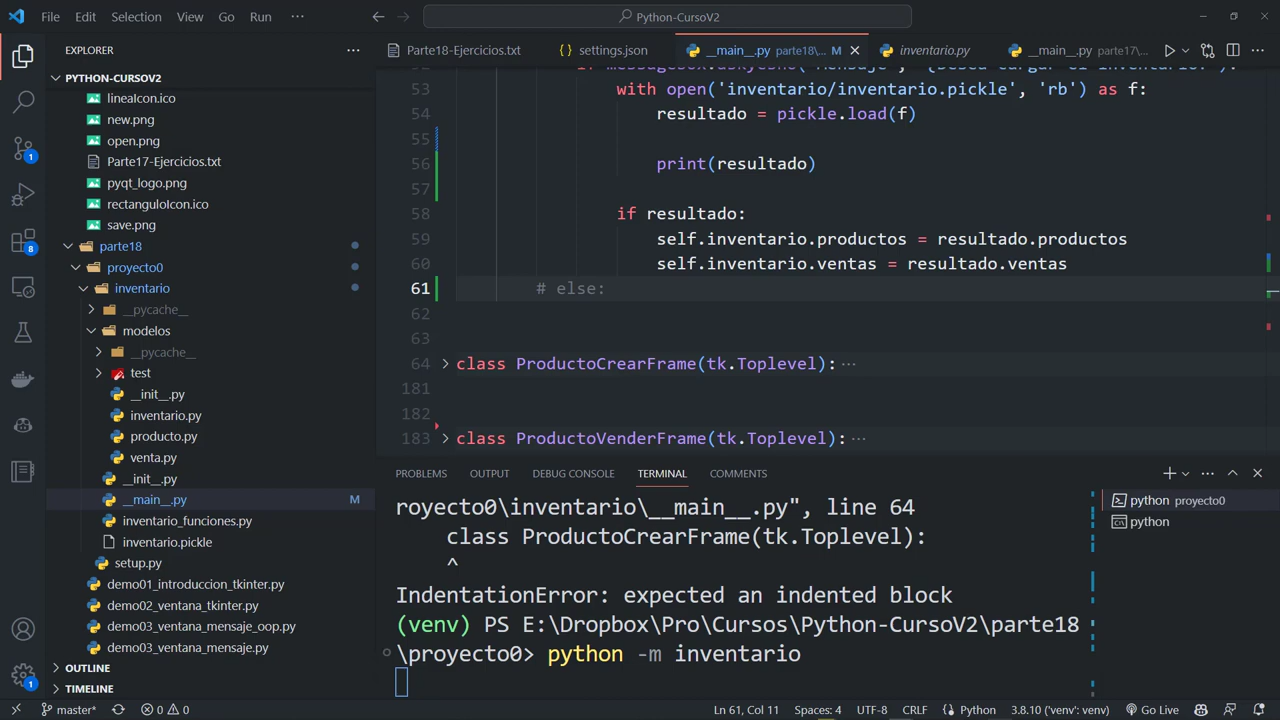 File Edit Selection View Go Run ···
Python-CursoV2
EXPLORER
PYTHON-CURSOV2
lineaIcon.ico
new.png
open.png
Parte17-Ejercicios.txt
pyqt_logo.png
rectanguloIcon.ico
save.png
parte18
proyecto0
inventario
__pycache__
modelos
__pycache__
test
__init__.py
inventario.py
producto.py
venta.py
__init__.py
__main__.py M
inventario_funciones.py
inventario.pickle
setup.py
demo01_introduccion_tkinter.py
demo02_ventana_tkinter.py
demo03_ventana_mensaje_oop.py
demo03_ventana_mensaje.py
OUTLINE
TIMELINE
Parte18-Ejercicios.txt
settings.json
__main__.py parte18\... M
inventario.py
__main__.py parte17\...
53 with open('inventario/inventario.pickle', 'rb') as f:
54 resultado = pickle.load(f)
55
56 print(resultado)
57
58 if resultado:
59 self.inventario.productos = resultado.productos
60 self.inventario.ventas = resultado.ventas
61 # else:
62
63
64 class ProductoCrearFrame(tk.Toplevel): ···
181
182
183 class ProductoVenderFrame(tk.Toplevel): ···
PROBLEMS OUTPUT DEBUG CONSOLE TERMINAL COMMENTS
royecto0\inventario\__main__.py", line 64
class ProductoCrearFrame(tk.Toplevel):
^
IndentationError: expected an indented block
(venv) PS E:\Dropbox\Pro\Cursos\Python-CursoV2\parte18
\proyecto0> python -m inventario
python proyecto0
python
1
8
1
master* 0 0 Ln 61, Col 11 Spaces: 4 UTF-8 CRLF Python 3.8.10 ('venv': venv) Go Live